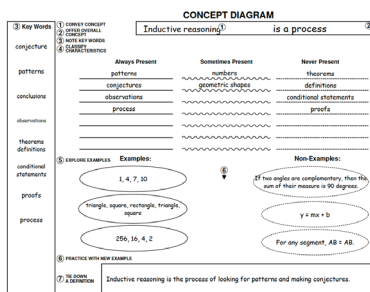 CONCEPT DIAGRAM
③ Key Words
① CONVEY CONCEPT
② OFFER OVERALL CONCEPT
③ NOTE KEY WORDS
④ CLASSIFY CHARACTERISTICS
Inductive reasoning ①
is a process
②
conjecture
patterns
conclusions
observations
theorems
definitions
conditional
statements
proofs
process
Always Present Sometimes Present Never Present
patterns numbers theorems
conjectures geometric shapes definitions
observations conditional statements
process proofs
⑤ EXPLORE EXAMPLES Examples: Non-Examples:
⑥
1, 4, 7, 10
triangle, square, rectangle, triangle,
square
256, 16, 4, 2
If two angles are complementary, then the
sum of their measure is 90 degrees.
y = mx + b
For any segment, AB = AB.
⑥ PRACTICE WITH NEW EXAMPLE
⑦ TIE DOWN A DEFINITION
Inductive reasoning is the process of looking for patterns and making conjectures.